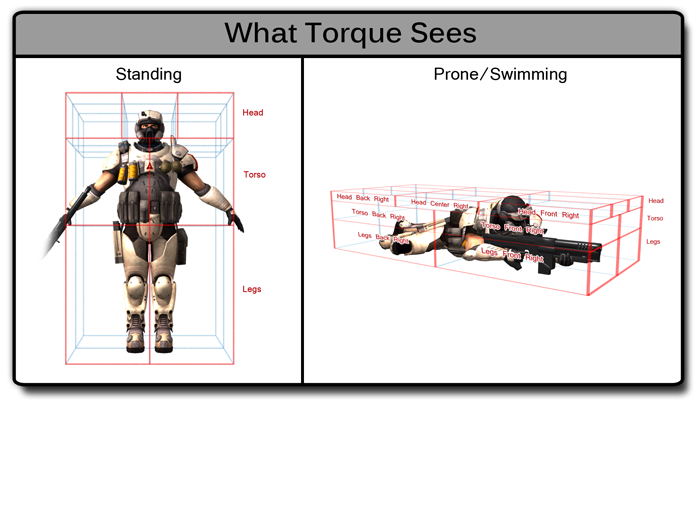 What Torque Sees
Standing
Head
Torso
Legs
Prone/Swimming
Head Back Right
Head Center Right
Head Front Right
Head
Torso Back Right
Torso Front Right
Torso
Legs Back Right
Legs Front Right
Legs